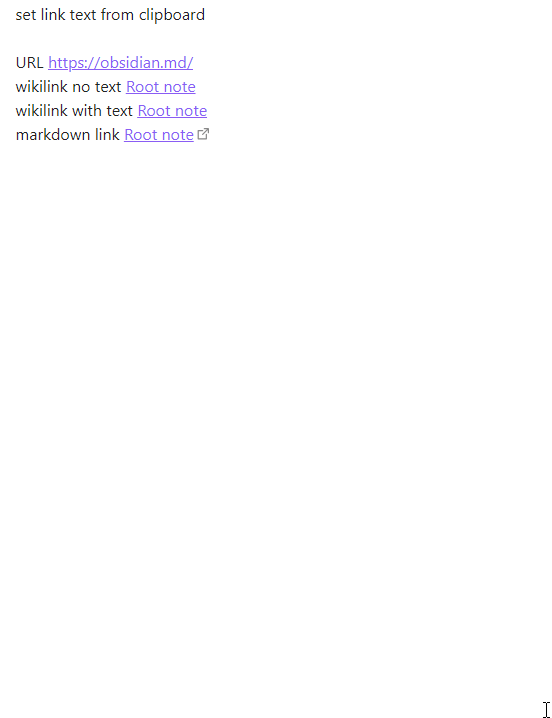 set link text from clipboard
URL https://obsidian.md/
wikilink no text Root note
wikilink with text Root note
markdown link Root note